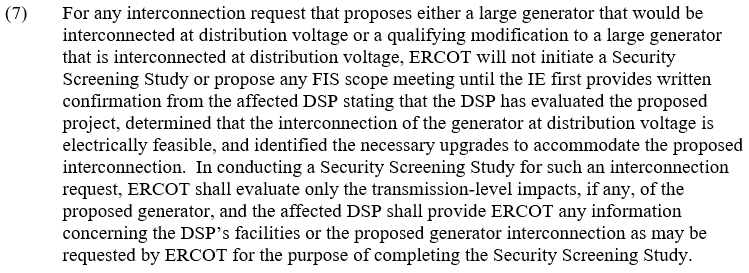 (7) For any interconnection request that proposes either a large generator that would be
interconnected at distribution voltage or a qualifying modification to a large generator
that is interconnected at distribution voltage, ERCOT will not initiate a Security
Screening Study or propose any FIS scope meeting until the IE first provides written
confirmation from the affected DSP stating that the DSP has evaluated the proposed
project, determined that the interconnection of the generator at distribution voltage is
electrically feasible, and identified the necessary upgrades to accommodate the proposed
interconnection.  In conducting a Security Screening Study for such an interconnection
request, ERCOT shall evaluate only the transmission-level impacts, if any, of the
proposed generator, and the affected DSP shall provide ERCOT any information
concerning the DSP’s facilities or the proposed generator interconnection as may be
requested by ERCOT for the purpose of completing the Security Screening Study.